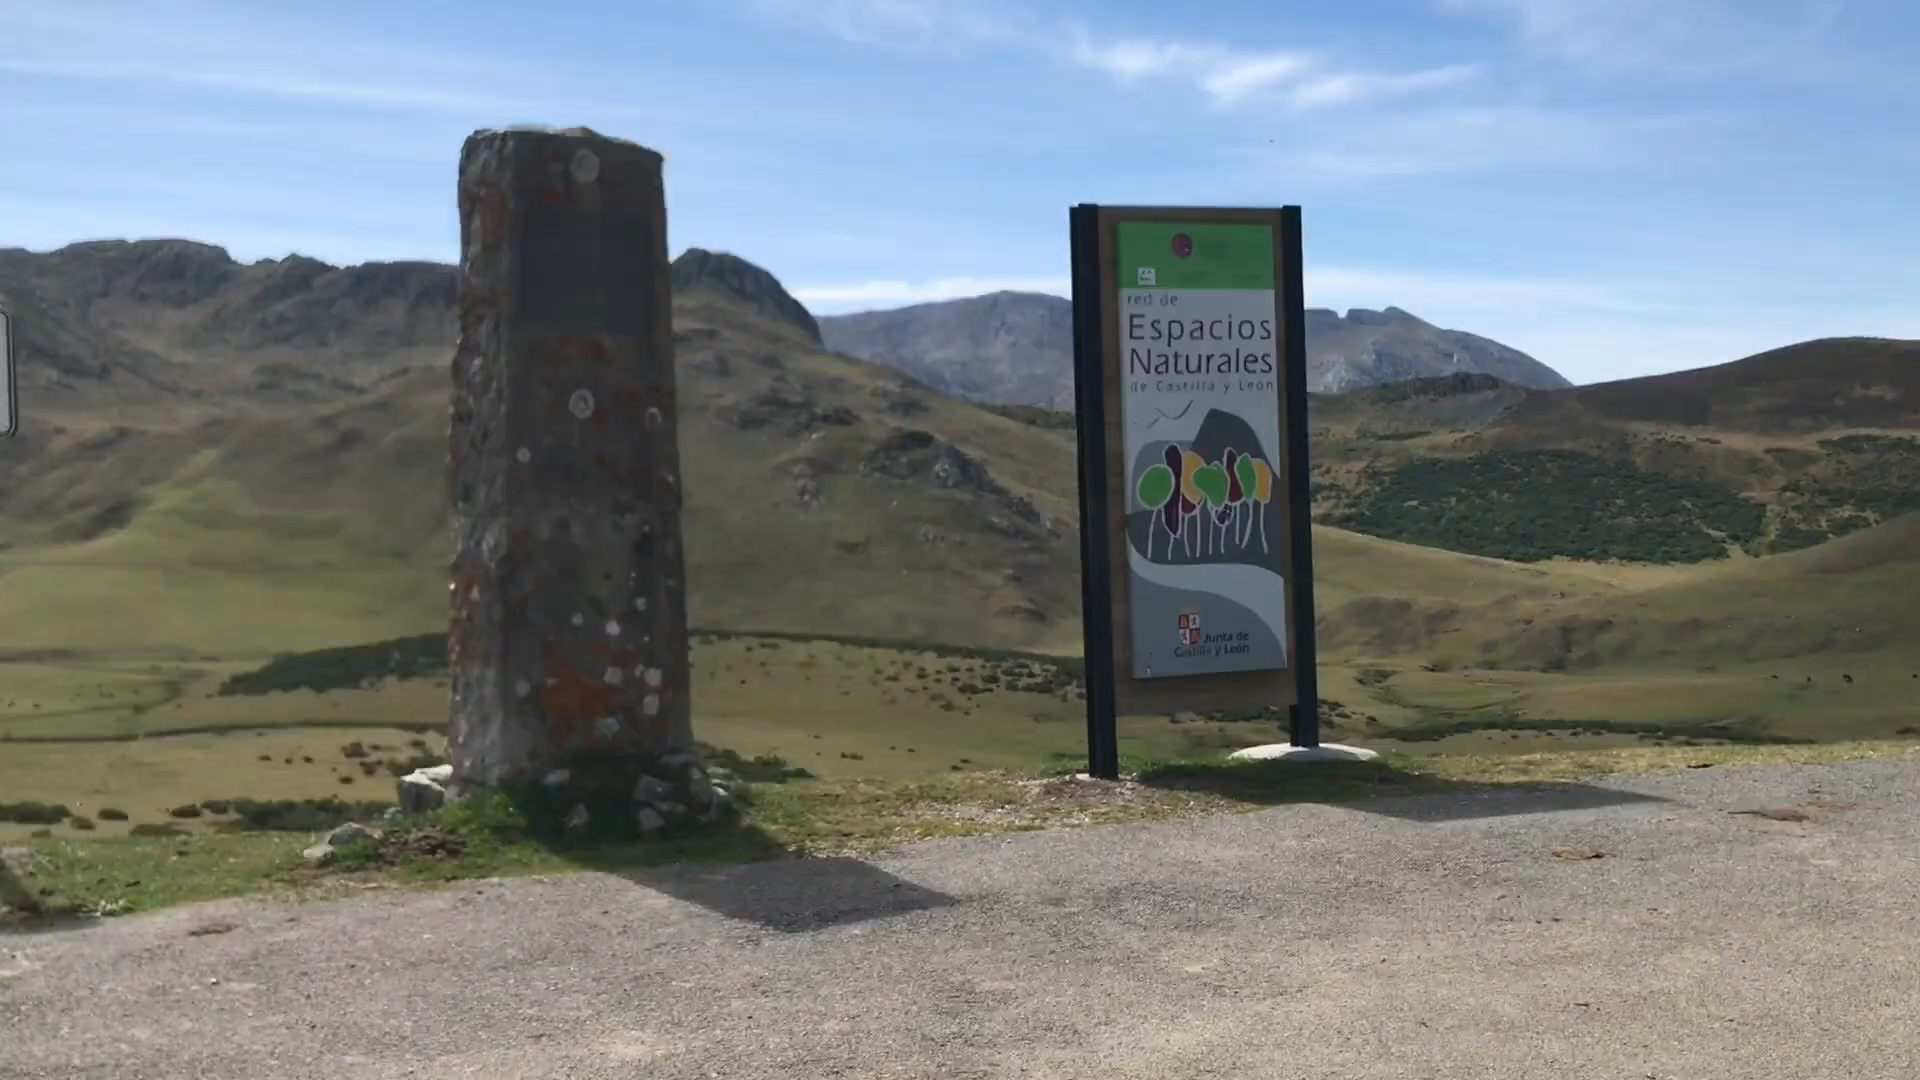 red de
Espacios
Naturales
de Castilla y León
Junta de
Castilla y León